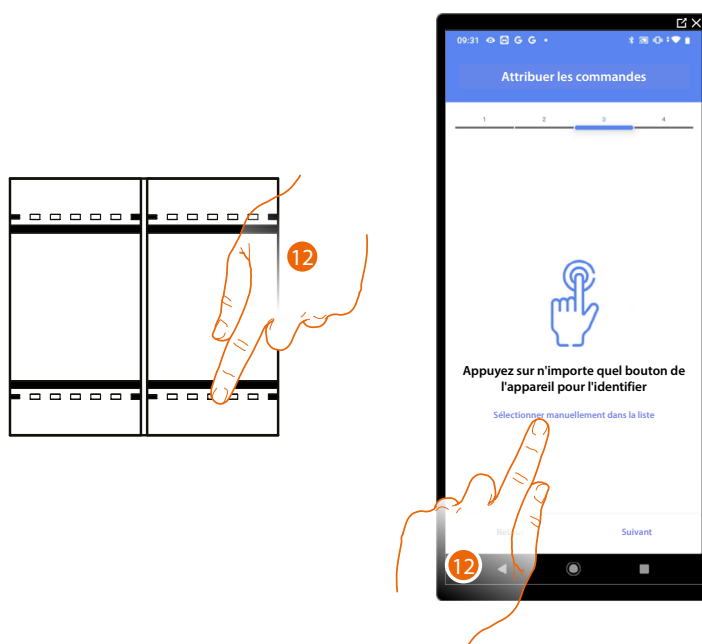 09:31 G G
Attribuer les commandes
1 2 3 4
12
Appuyez sur n'importe quel bouton de
l'appareil pour l'identifier
Sélectionner manuellement dans la liste
Suivant
12